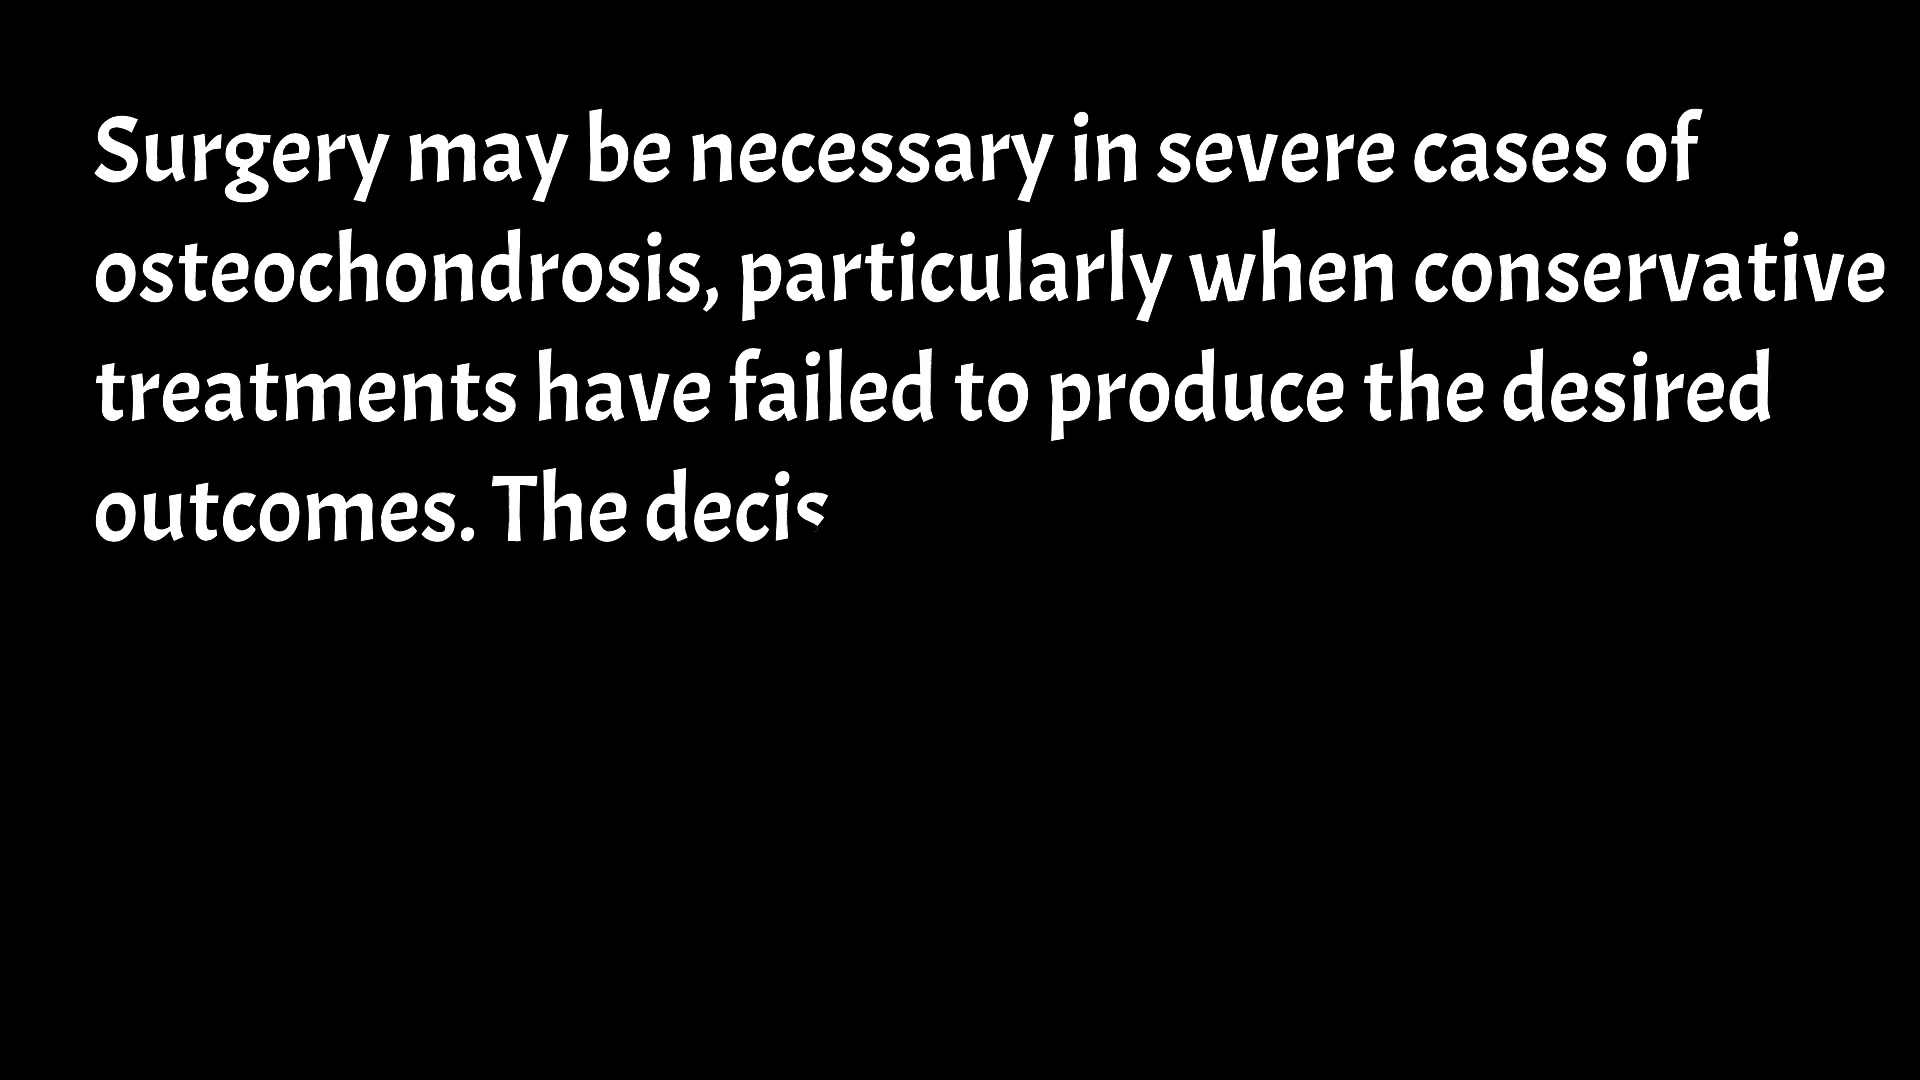 Surgery may be necessary in severe cases of
osteochondrosis, particularly when conservative
treatments have failed to produce the desired
outcomes. The decis